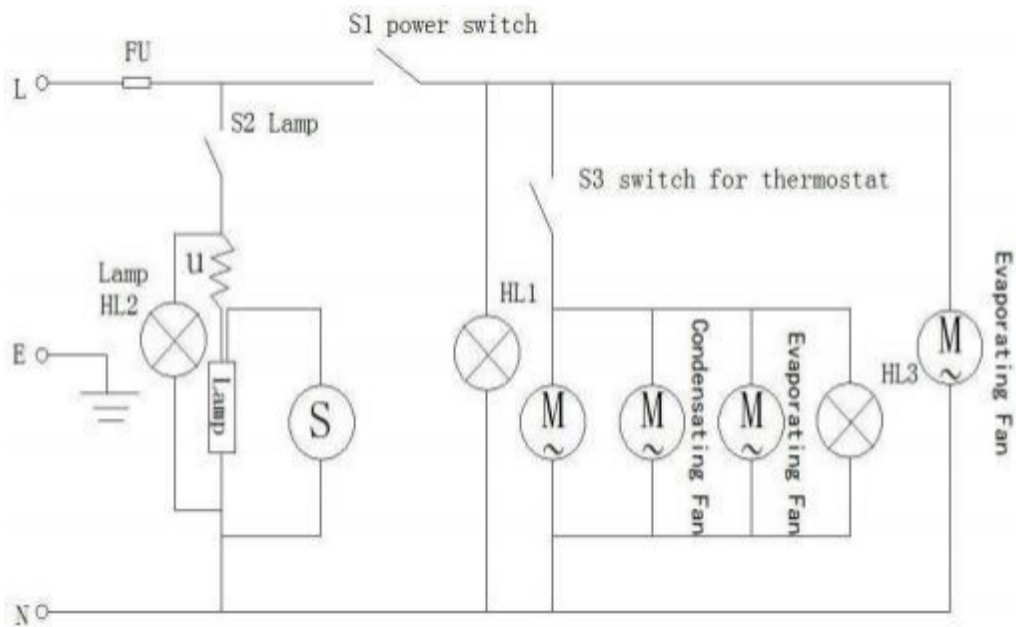 S1 power switch
FU
L
S2 Lamp
S3 switch for thermostat
u
Lamp
HL2
HL1
E
Lamp
S
M
~
M
~
Condensating Fan
M
~
Evaporating Fan
HL3
M
~
Evaporating Fan
N